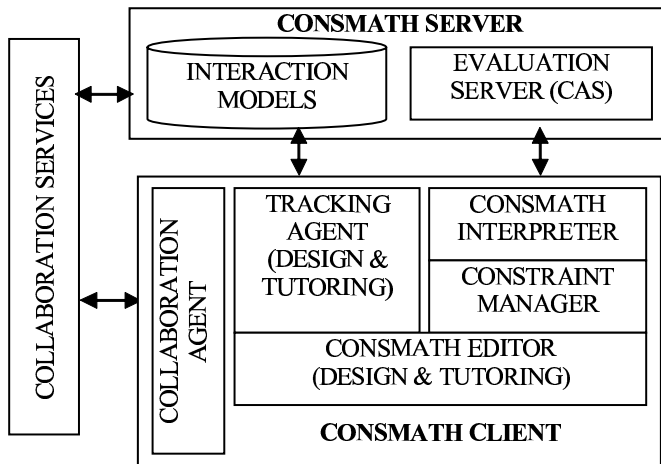 CONSMATH SERVER
INTERACTION
MODELS
EVALUATION
SERVER (CAS)
COLLABORATION SERVICES
COLLABORATION
AGENT
TRACKING
AGENT
(DESIGN &
TUTORING)
CONSMATH
INTERPRETER
CONSTRAINT
MANAGER
CONSMATH EDITOR
(DESIGN & TUTORING)
CONSMATH CLIENT